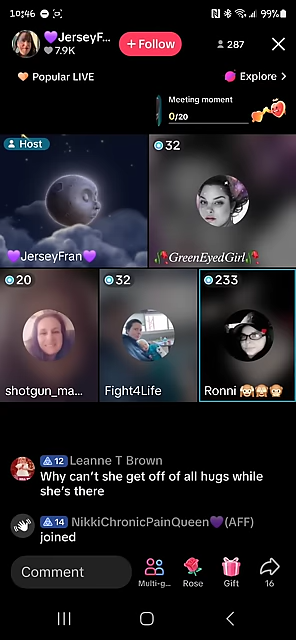 10:46
99%
💜JerseyF...
7.9K
+ Follow
287
Popular LIVE
Explore >
Meeting moment
0/20
Host
32
💜JerseyFran💜
🥀GreenEyedGirl🥀
20
32
233
shotgun_ma...
Fight4Life
Ronni 🙈🙈🙊
12 Leanne T Brown
Why can't she get off of all hugs while
she's there
14 NikkiChronicPainQueen💜(AFF)
joined
Comment
Multi-g...
Rose
Gift
16